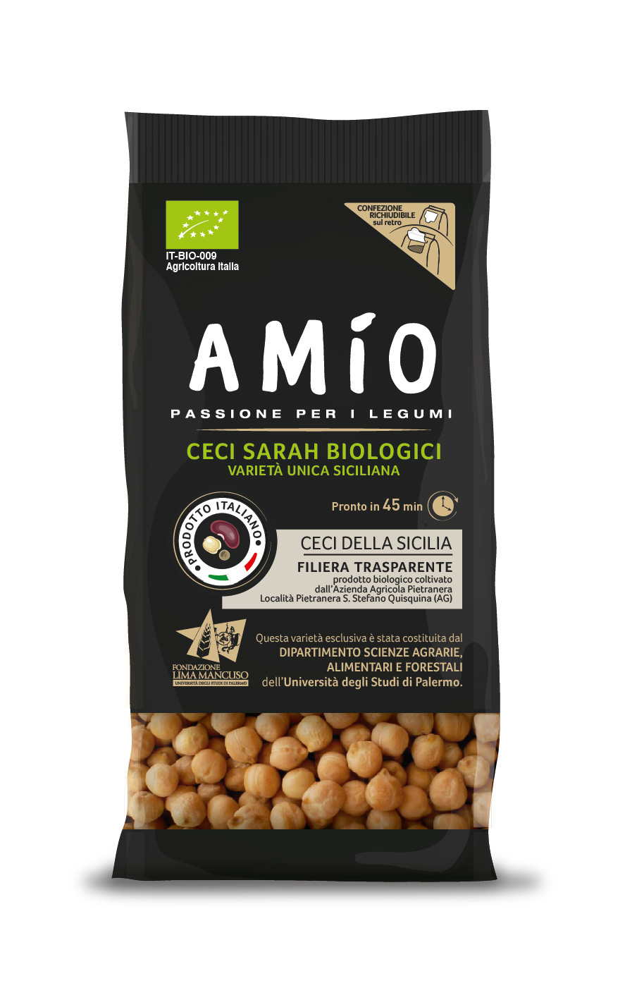 IT-BIO-009
Agricoltura Italia
CONFEZIONE
RICHIUDIBILE
sul retro
AMÍO
PASSIONE PER I LEGUMI
CECI SARAH BIOLOGICI
VARIETÀ UNICA SICILIANA
Pronto in 45 min
PRODOTTO ITALIANO
CECI DELLA SICILIA
FILIERA TRASPARENTE
prodotto biologico coltivato
dall'Azienda Agricola Pietranera
Località Pietranera S. Stefano Quisquina (AG)
FONDAZIONE
LIMA MANCUSO
UNIVERSITÀ DEGLI STUDI DI PALERMO
Questa varietà esclusiva è stata costituita dal
DIPARTIMENTO SCIENZE AGRARIE,
ALIMENTARI E FORESTALI
dell'Università degli Studi di Palermo.